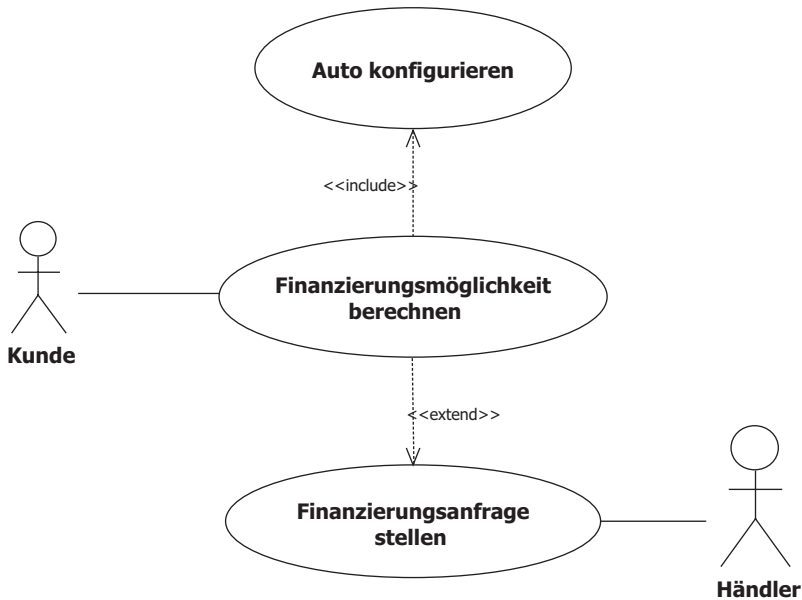 Auto konfigurieren
<<include>>
Finanzierungsmöglichkeit
berechnen
Kunde
<<extend>>
Finanzierungsanfrage
stellen
Händler